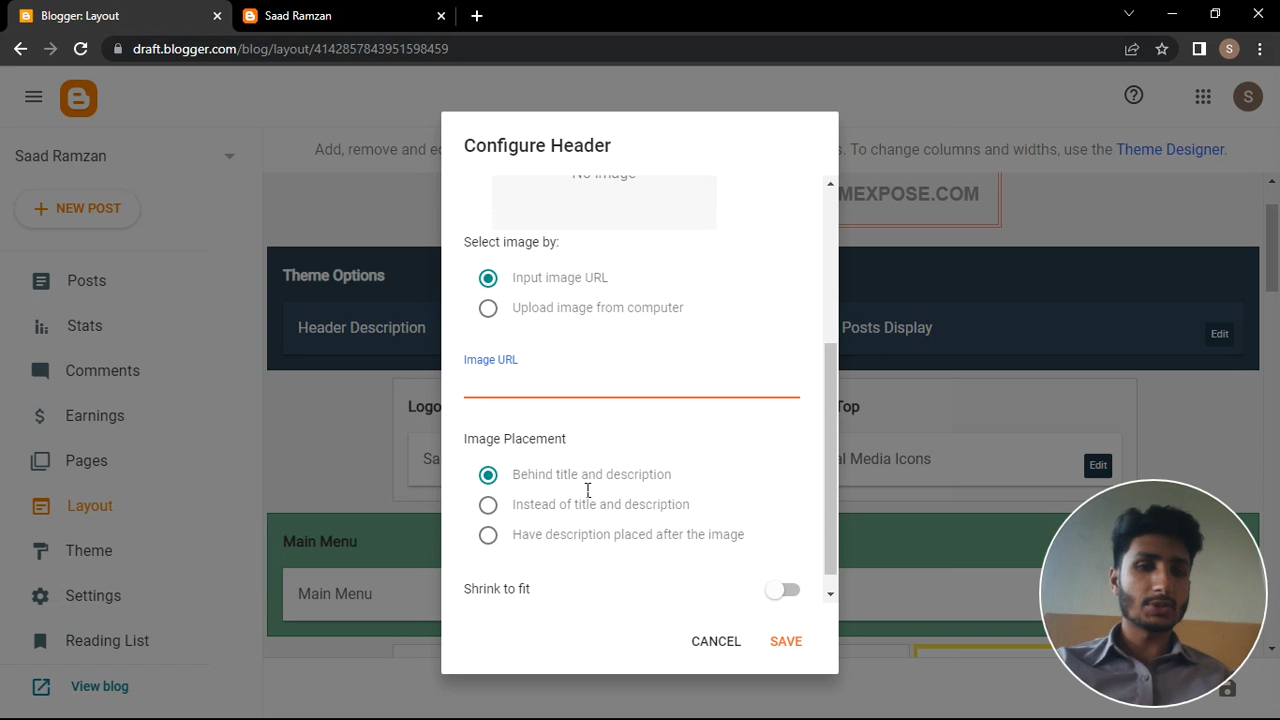 Blogger: Layout
Saad Ramzan
draft.blogger.com/blog/layout/4142857843951598459
S
S
Saad Ramzan
NEW POST
Posts
Stats
Comments
Earnings
Pages
Layout
Theme
Settings
Reading List
View blog
Add, remove and
s. To change columns and widths, use the Theme Designer.
MEXPOSE.COM
Theme Options
Header Description
Posts Display
Edit
Logo
Top
Sa
al Media Icons
Edit
Main Menu
Main Menu
Configure Header
No image
Select image by:
Input image URL
Upload image from computer
Image URL
Image Placement
Behind title and description
Instead of title and description
Have description placed after the image
Shrink to fit
CANCEL
SAVE